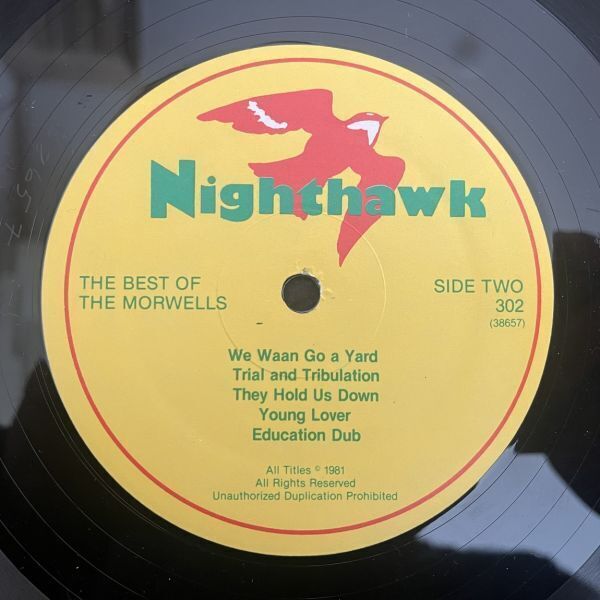 Nighthawk
THE BEST OF
THE MORWELLS
SIDE TWO
302
(38657)
We Waan Go a Yard
Trial and Tribulation
They Hold Us Down
Young Lover
Education Dub
All Titles © 1981
All Rights Reserved
Unauthorized Duplication Prohibited